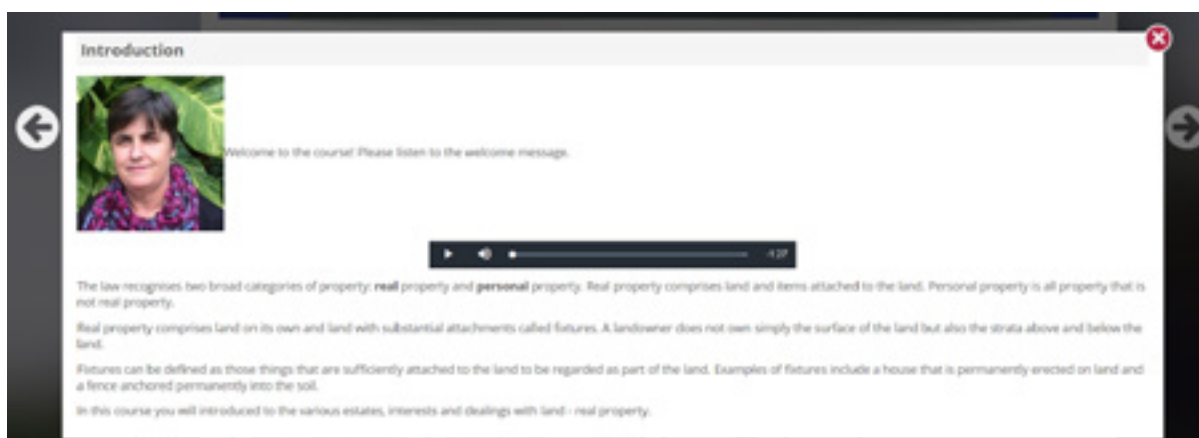 Introduction
Welcome to the course! Please listen to the welcome message.
-1:27
The law recognises two broad categories of property: real property and personal property. Real property comprises land and items attached to the land. Personal property is all property that is
not real property.
Real property comprises land on its own and land with substantial attachments called fixtures. A landowner does not own simply the surface of the land but also the strata above and below the
land.
Fixtures can be defined as those things that are sufficiently attached to the land to be regarded as part of the land. Examples of fixtures include a house that is permanently erected on land and
a fence anchored permanently into the soil.
In this course you will introduced to the various estates, interests and dealings with land - real property.